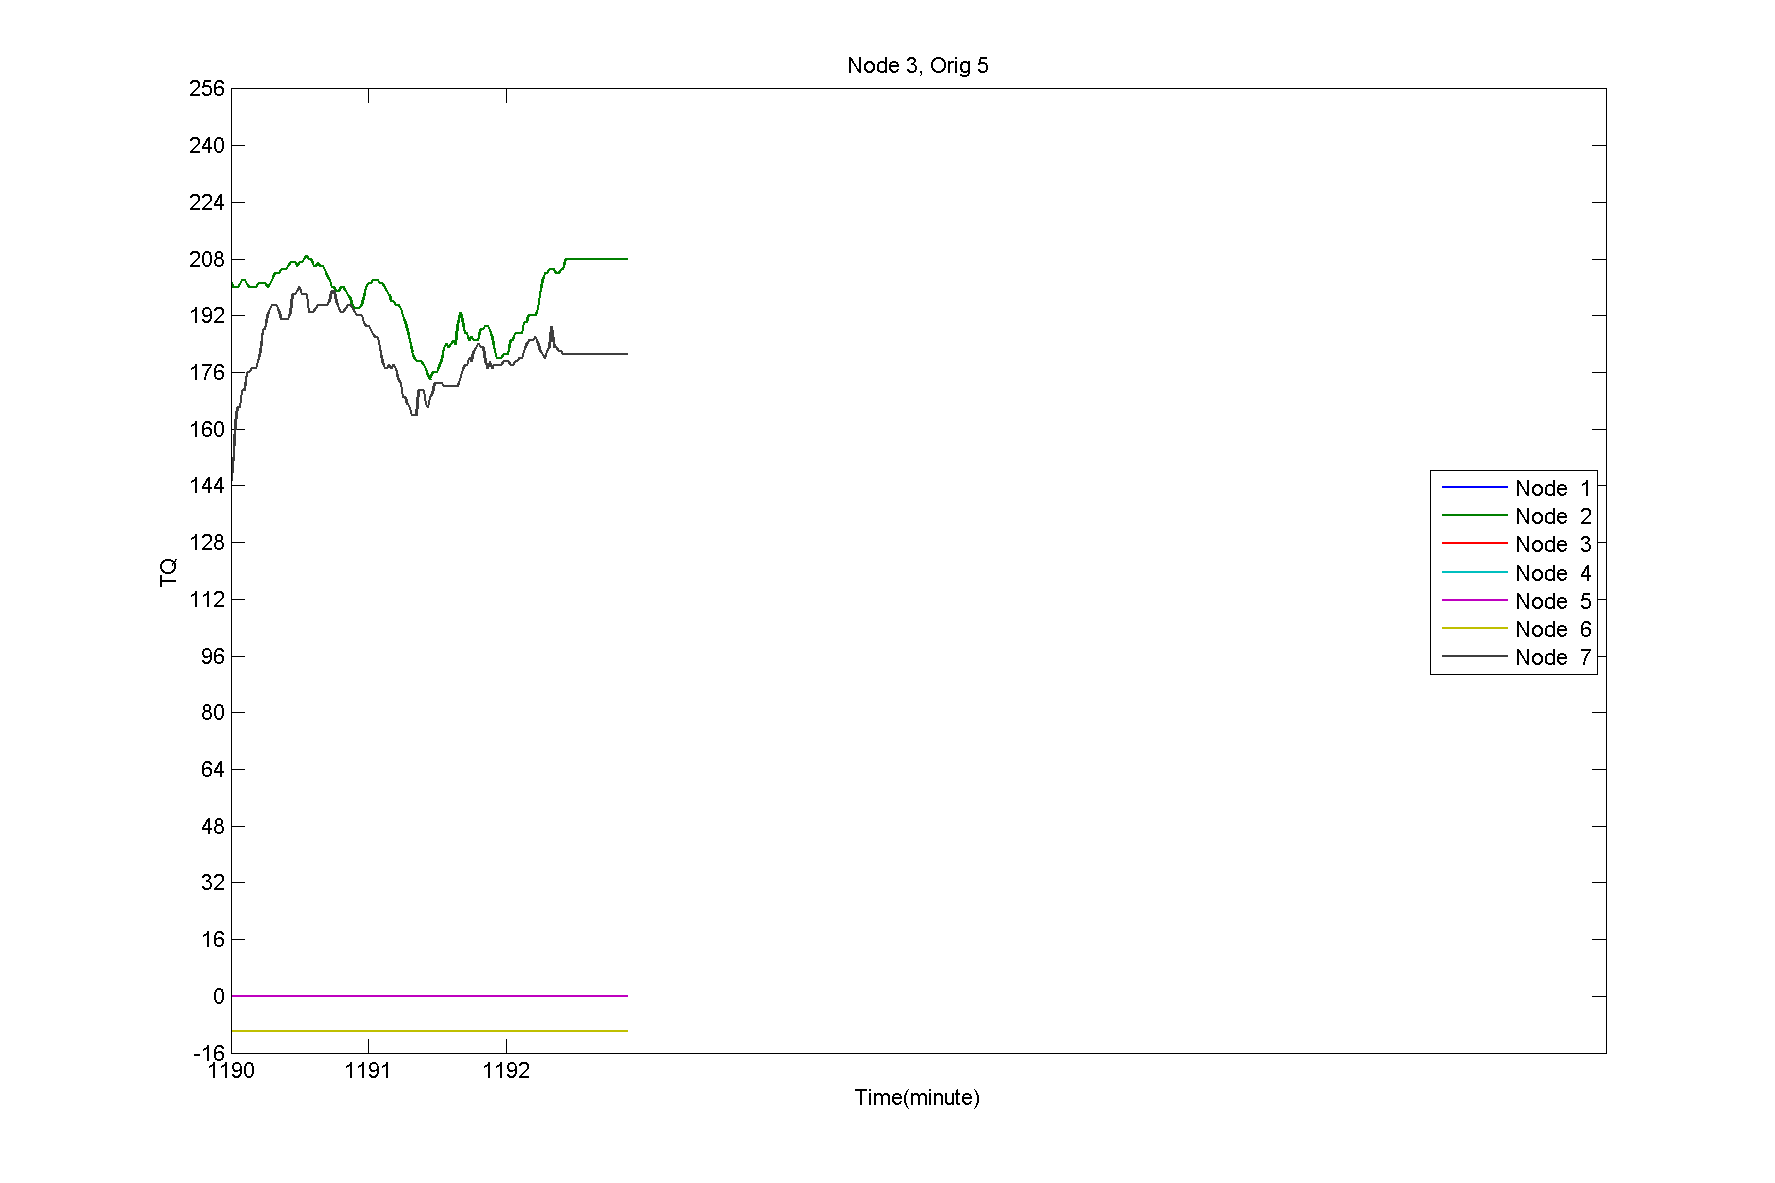 Node 3, Orig 5
256
240
224
208
192
176
160
144
128
112
96
80
64
48
32
16
0
-16
TQ
1190 1191 1192
Time(minute)
Node 1
Node 2
Node 3
Node 4
Node 5
Node 6
Node 7